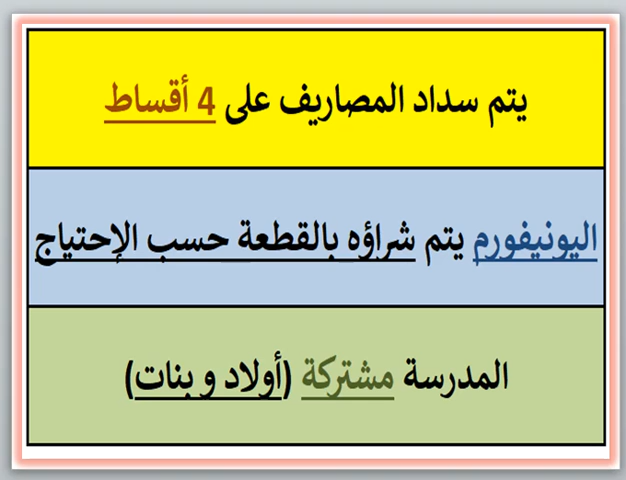 يتم سداد المصاريف على 4 أقساط
اليونيفورم يتم شراؤه بالقطعة حسب الإحتياج
المدرسة مشتركة (أولاد و بنات)